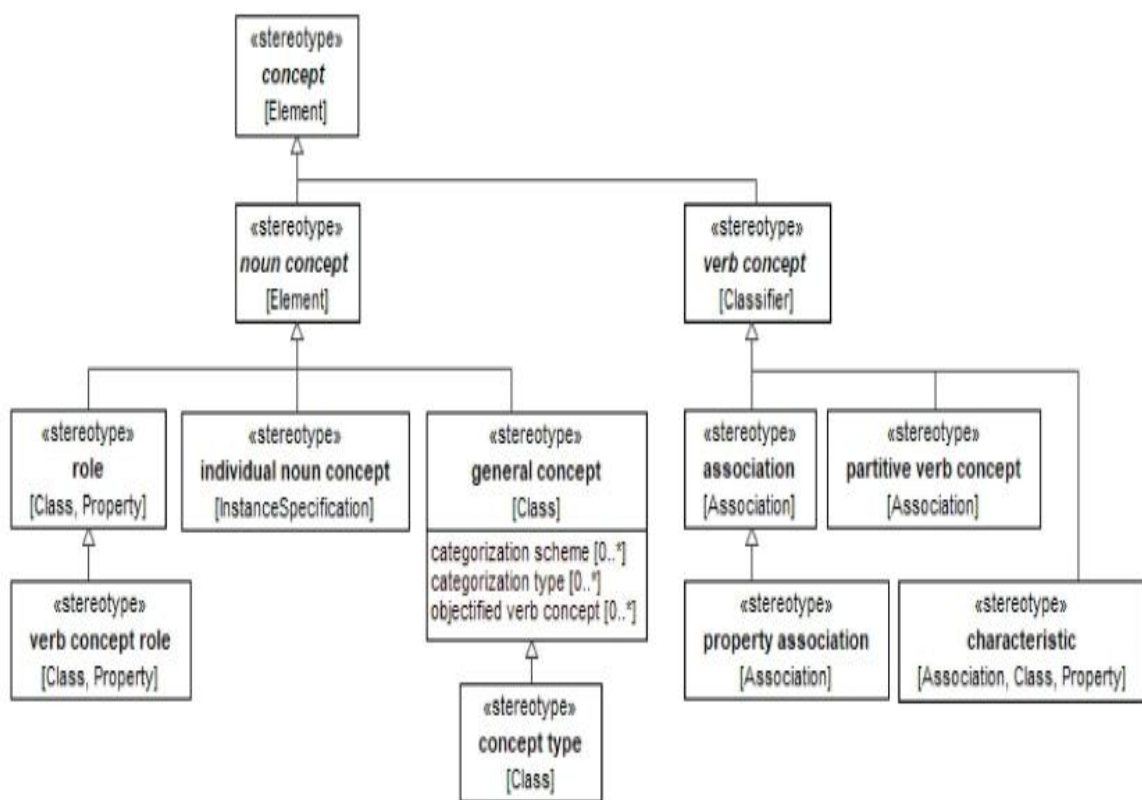 «stereotype»
concept
[Element]
«stereotype»
noun concept
[Element]
«stereotype»
verb concept
[Classifier]
«stereotype»
role
[Class, Property]
«stereotype»
individual noun concept
[InstanceSpecification]
«stereotype»
general concept
[Class]
categorization scheme [0..*]
categorization type [0..*]
objectified verb concept [0..*]
«stereotype»
association
[Association]
«stereotype»
partitive verb concept
[Association]
«stereotype»
verb concept role
[Class, Property]
«stereotype»
property association
[Association]
«stereotype»
characteristic
[Association, Class, Property]
«stereotype»
concept type
[Class]